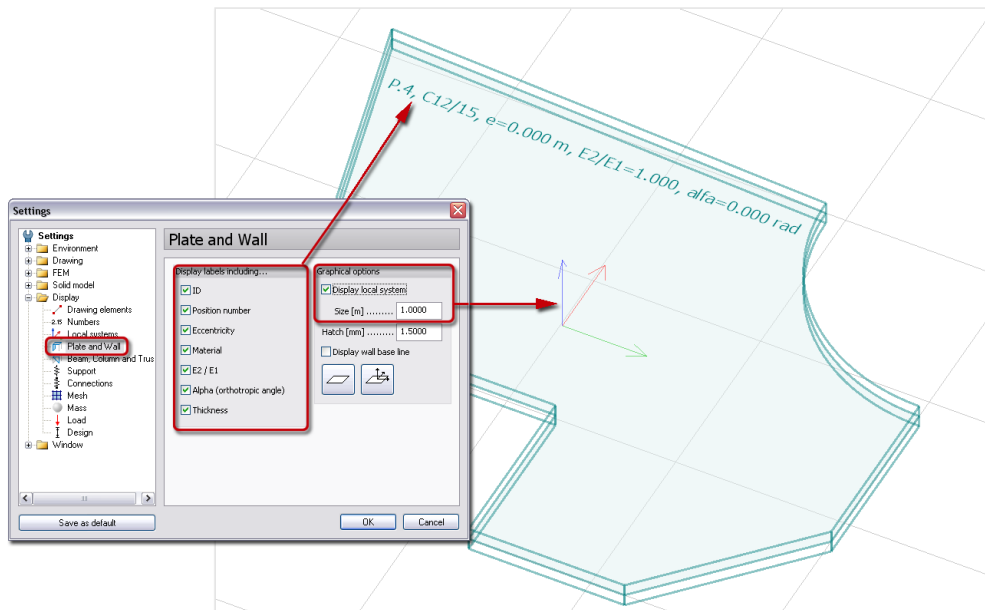 P.4, C12/15, e=0.000 m, E2/E1=1.000, alfa=0.000 rad
Settings
Settings
Environment
Drawing
FEM
Solid model
Display
Drawing elements
2.15 Numbers
Local systems
Plate and Wall
Beam, Column and Trus
Support
Connections
Mesh
Mass
Load
Design
Window
Save as default
Plate and Wall
Display labels including...
ID
Position number
Eccentricity
Material
E2 / E1
Alpha (orthotropic angle)
Thickness
Graphical options
Display local system
Size [m] ......... 1.0000
Hatch [mm] ......... 1.5000
Display wall base line
OK
Cancel